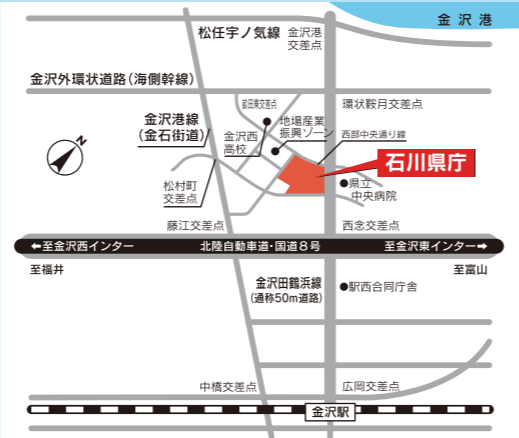 金沢港
松任宇ノ気線
金沢港
交差点
金沢外環状道路(海側幹線)
環状鞍月交差点
金沢港線
(金石街道)
金沢西
高校
地場産業
振興ゾーン
西部中央通り線
石川県庁
N
松村町
交差点
●県立
中央病院
藤江交差点
西念交差点
←至金沢西インター
北陸自動車道・国道8号
至金沢東インター→
至福井
至富山
金沢田鶴浜線
(通称50m道路)
●駅西合同庁舎
中橋交差点
広岡交差点
金沢駅